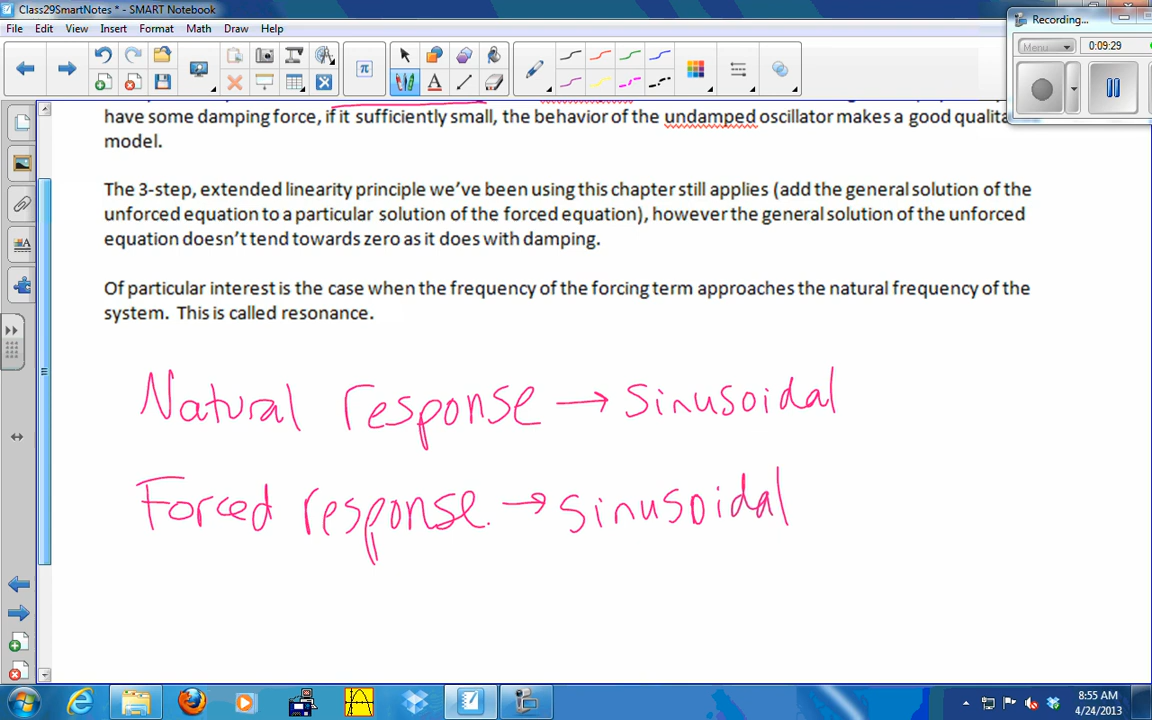 Class29SmartNotes * - SMART Notebook
File Edit View Insert Format Math Draw Help
Recording...
Menu
0:09:29
have some damping force, if it sufficiently small, the behavior of the undamped oscillator makes a good qualita
model.
The 3-step, extended linearity principle we've been using this chapter still applies (add the general solution of the
unforced equation to a particular solution of the forced equation), however the general solution of the unforced
equation doesn't tend towards zero as it does with damping.
Of particular interest is the case when the frequency of the forcing term approaches the natural frequency of the
system. This is called resonance.
Natural response → sinusoidal
Forced response → sinusoidal
8:55 AM
4/24/2013